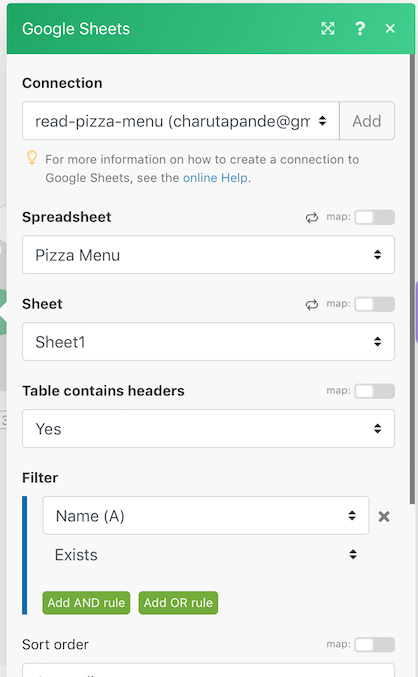 Google Sheets ?
Connection
read-pizza-menu (charutapande@gm Add
For more information on how to create a connection to
Google Sheets, see the online Help.
Spreadsheet map:
Pizza Menu
Sheet map:
Sheet1
Table contains headers map:
Yes
Filter
Name (A)
Exists
Add AND rule Add OR rule
Sort order map: